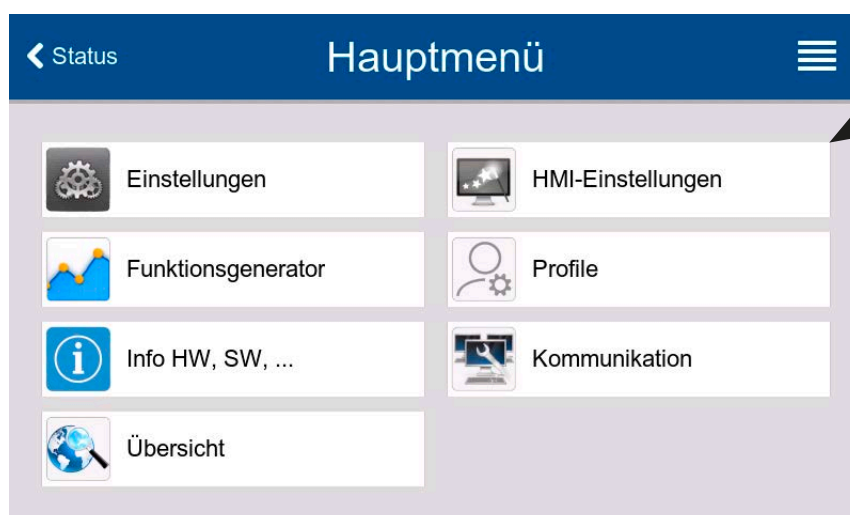 Status
Hauptmenü
Einstellungen
HMI-Einstellungen
Funktionsgenerator
Profile
Info HW, SW, ...
Kommunikation
Übersicht